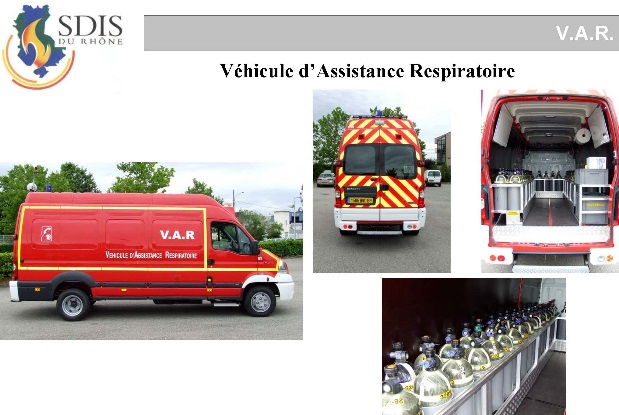 SDIS
DU RHÔNE
V.A.R.
Véhicule d'Assistance Respiratoire
V.A.R
VÉHICULE D'ASSISTANCE RESPIRATOIRE